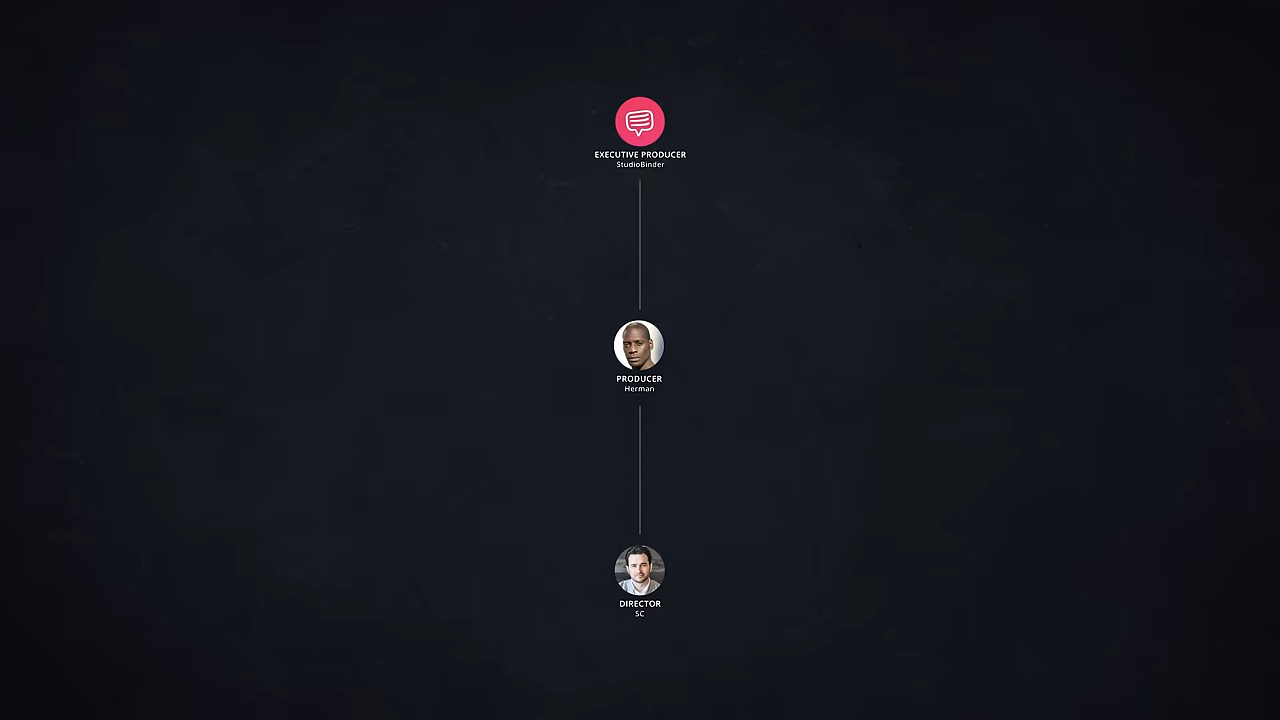 EXECUTIVE PRODUCER
StudioBinder
PRODUCER
Herman
DIRECTOR
SC